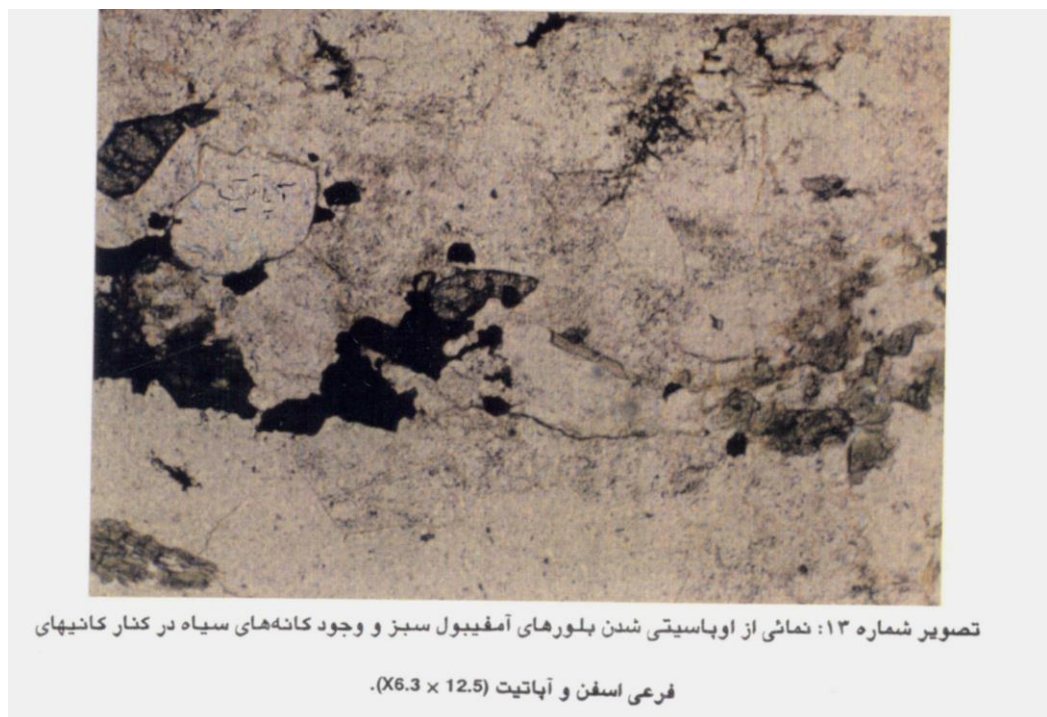 آپاتیت
تصویر شماره ۱۳: نمائی از اوپاسیتی شدن بلورهای آمفیبول سبز و وجود کانه‌های سیاه در کنار کانیهای
فرعی اسفن و آپاتیت (X6.3 × 12.5).